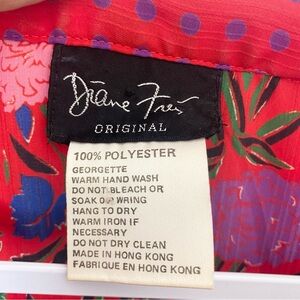 Diane Freis
ORIGINAL
100% POLYESTER
GEORGETTE
WARM HAND WASH
DO NOT BLEACH OR
SOAK OR WRING
HANG TO DRY
WARM IRON IF
NECESSARY
DO NOT DRY CLEAN
MADE IN HONG KONG
FABRIQUE EN HONG KONG